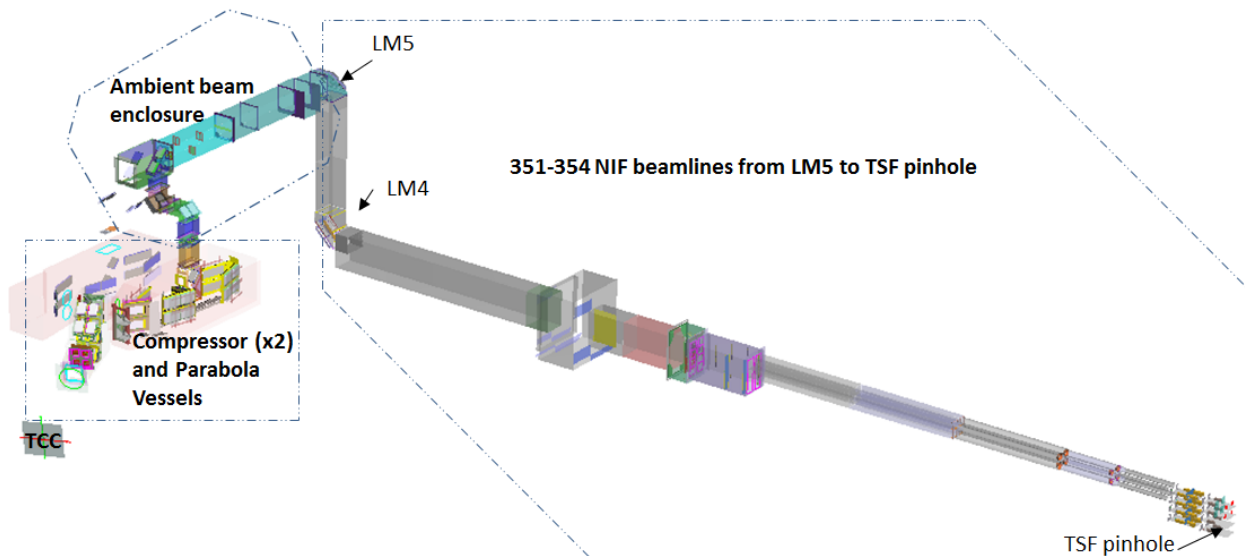 LM5
Ambient beam
enclosure
351-354 NIF beamlines from LM5 to TSF pinhole
LM4
Compressor (x2)
and Parabola
Vessels
TCC
TSF pinhole